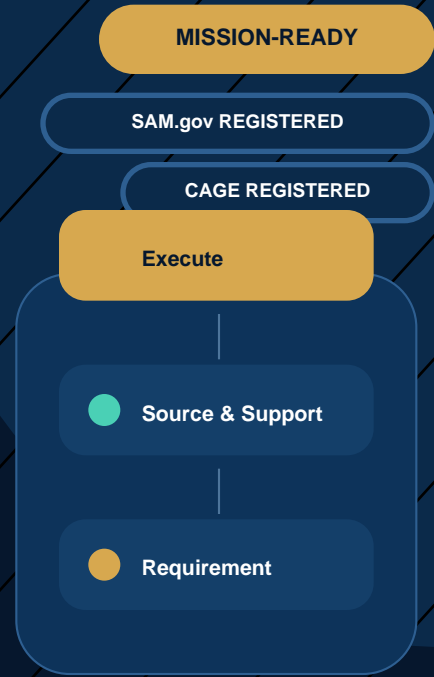 MISSION-READY
SAM.gov REGISTERED
CAGE REGISTERED
Execute
Source & Support
Requirement